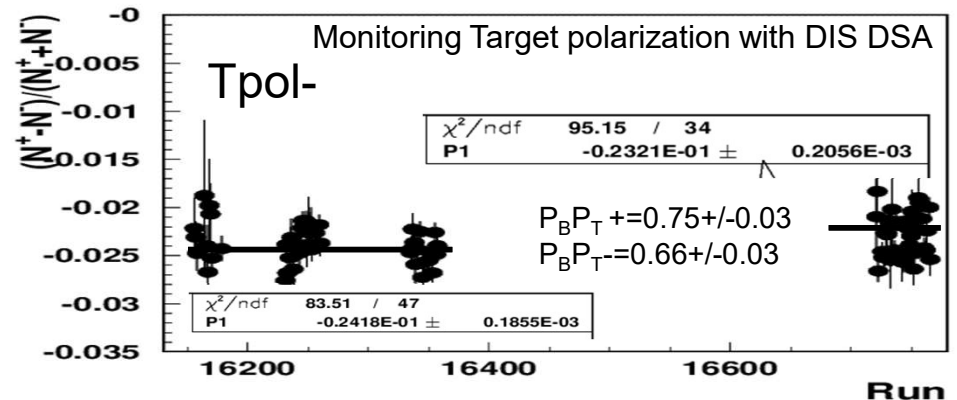 Monitoring Target polarization with DIS DSA
Tpol-
(N⁺-N⁻)/(N⁺+N⁻)
-0
-0.005
-0.01
-0.015
-0.02
-0.025
-0.03
-0.035
χ²/ndf 95.15 / 34
P1 -0.2321E-01 ± 0.2056E-03
P_BP_T +=0.75+/-0.03
P_BP_T-=0.66+/-0.03
χ²/ndf 83.51 / 47
P1 -0.2418E-01 ± 0.1855E-03
16200 16400 16600
Run